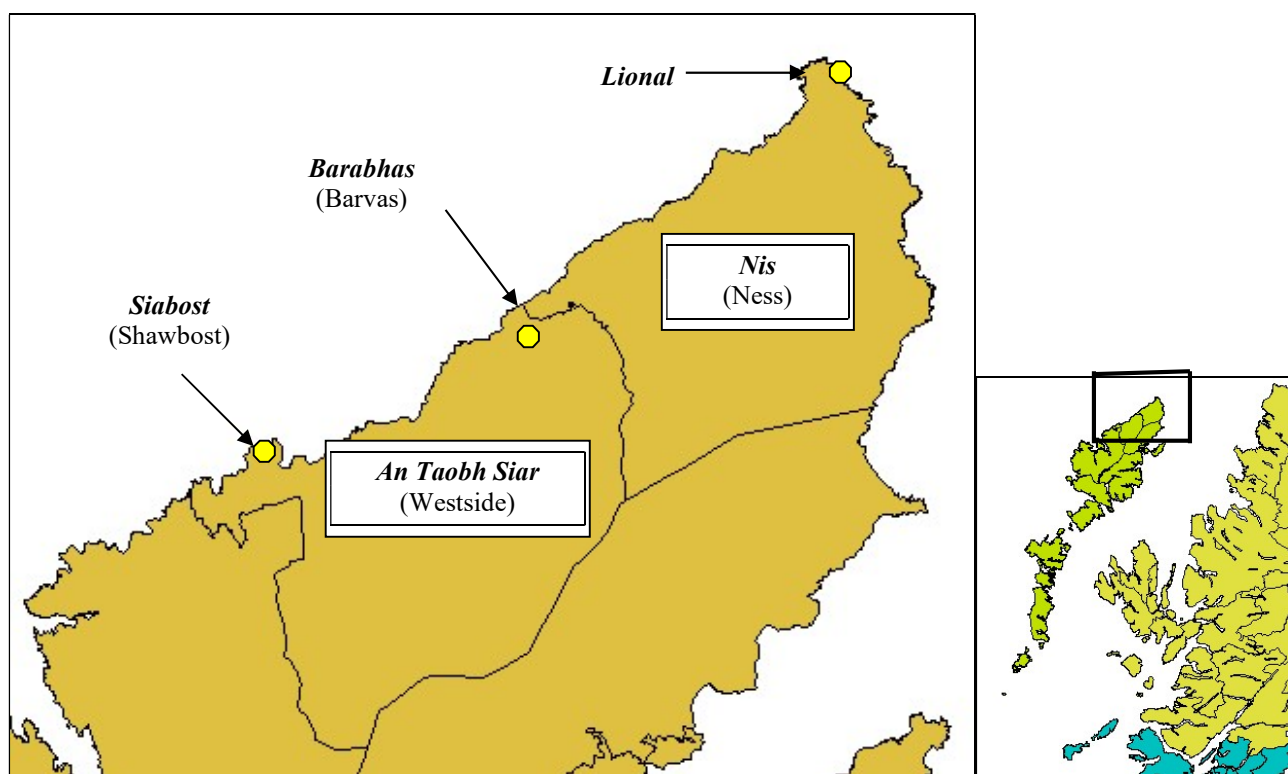 Lional
Barabhas
(Barvas)
Nis
(Ness)
Siabost
(Shawbost)
An Taobh Siar
(Westside)